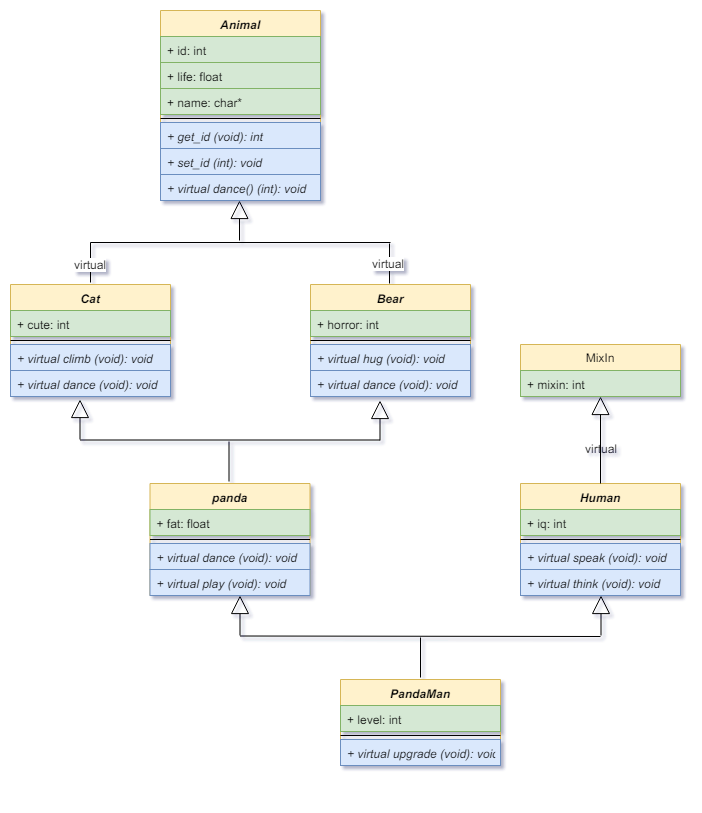 Animal
+ id: int
+ life: float
+ name: char*
+ get_id (void): int
+ set_id (int): void
+ virtual dance() (int): void
virtual
virtual
Cat
+ cute: int
+ virtual climb (void): void
+ virtual dance (void): void
Bear
+ horror: int
+ virtual hug (void): void
+ virtual dance (void): void
MixIn
+ mixin: int
virtual
panda
+ fat: float
+ virtual dance (void): void
+ virtual play (void): void
Human
+ iq: int
+ virtual speak (void): void
+ virtual think (void): void
PandaMan
+ level: int
+ virtual upgrade (void): void